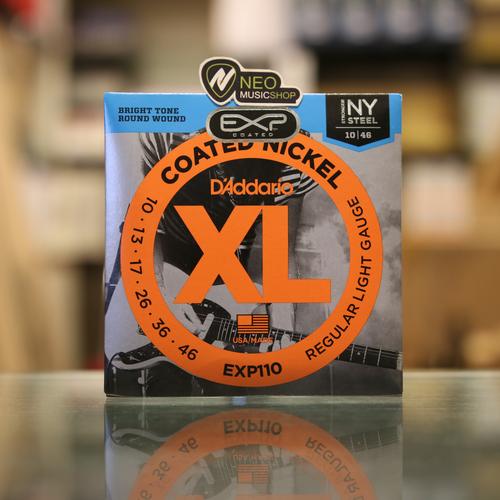 NEO
MUSICSHOP
EXP
COATED
BRIGHT TONE
ROUND WOUND
STRONGER
NY
STEEL
10|46
COATED NICKEL
D'Addario
XL
10 · 13 · 17 · 26 · 36 · 46
REGULAR LIGHT GAUGE
USA/MADE
EXP110